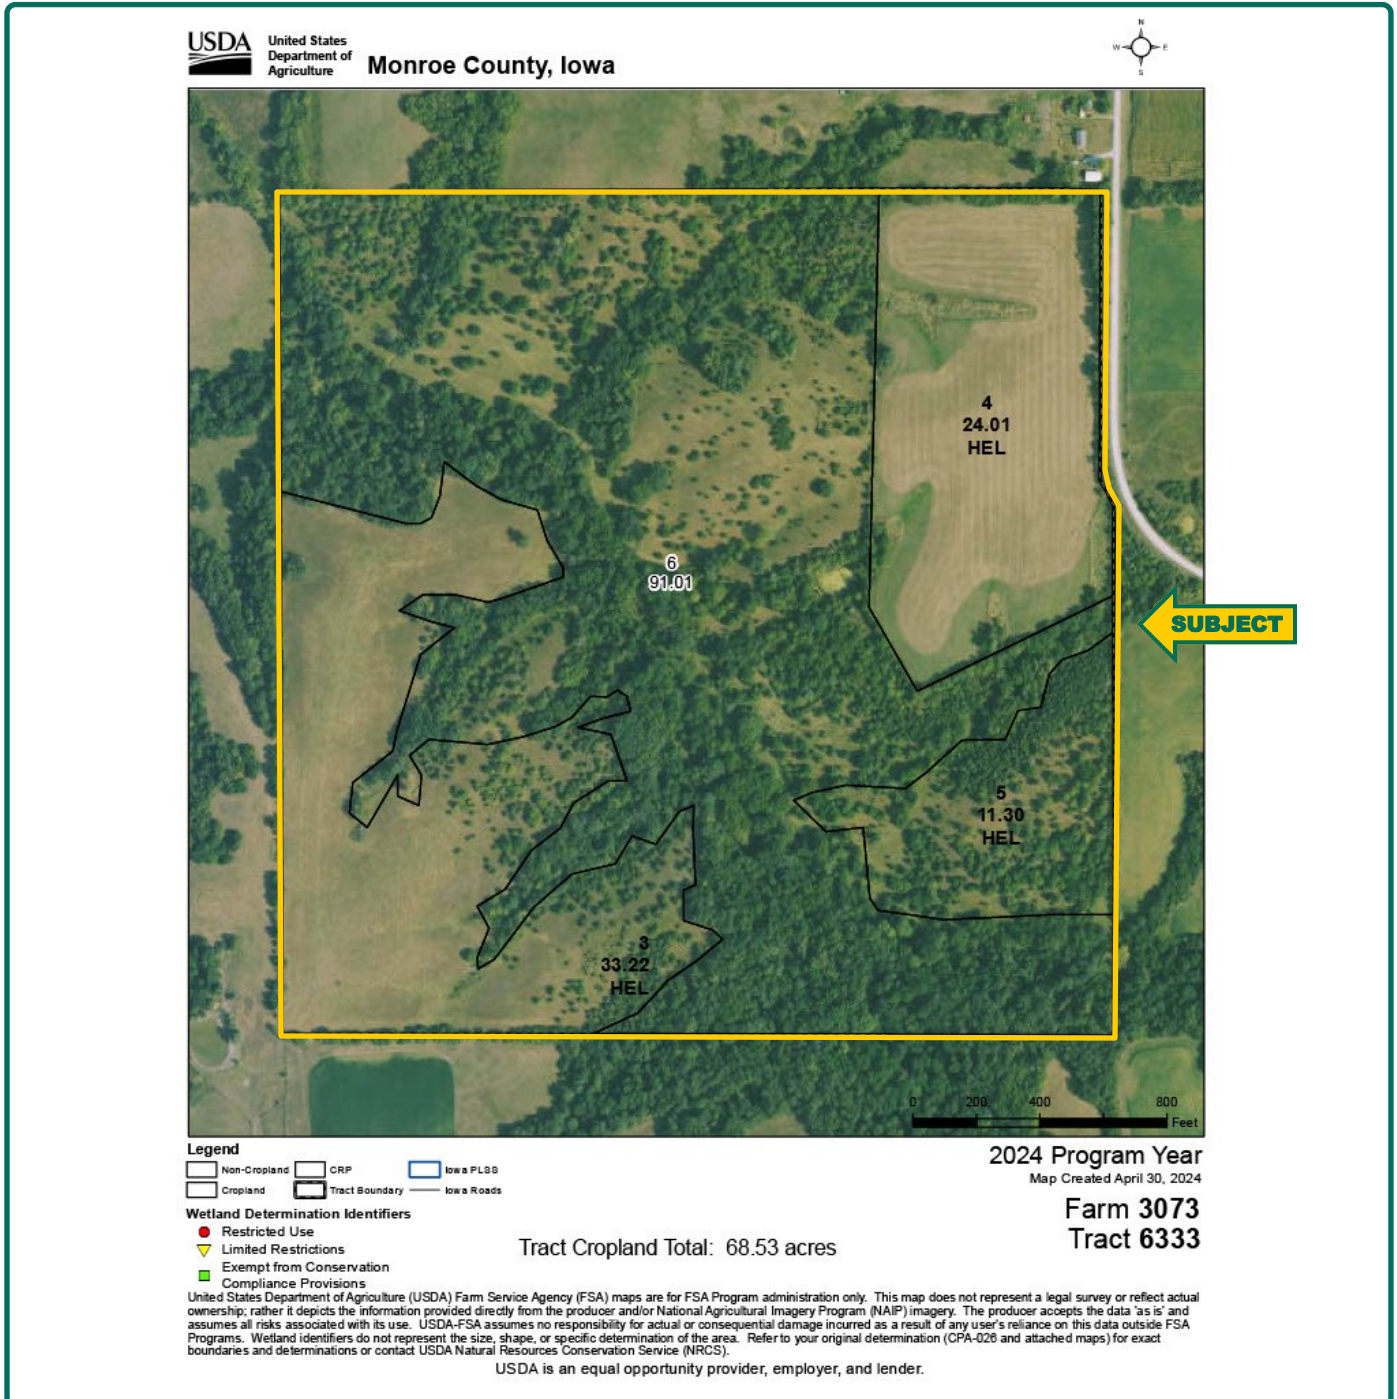 USDA
United States
Department of
Agriculture
Monroe County, Iowa
N
W E
S
4
24.01
HEL
6
91.01
SUBJECT
5
11.30
HEL
3
33.22
HEL
0 200 400 800
Feet
Legend
Non-Cropland CRP Iowa PLSS
Cropland Tract Boundary Iowa Roads
Wetland Determination Identifiers
Restricted Use
Limited Restrictions
Exempt from Conservation
Compliance Provisions
Tract Cropland Total: 68.53 acres
2024 Program Year
Map Created April 30, 2024
Farm 3073
Tract 6333
United States Department of Agriculture (USDA) Farm Service Agency (FSA) maps are for FSA Program administration only. This map does not represent a legal survey or reflect actual
ownership; rather it depicts the information provided directly from the producer and/or National Agricultural Imagery Program (NAIP) imagery. The producer accepts the data 'as is' and
assumes all risks associated with its use. USDA-FSA assumes no responsibility for actual or consequential damage incurred as a result of any user's reliance on this data outside FSA
Programs. Wetland identifiers do not represent the size, shape, or specific determination of the area. Refer to your original determination (CPA-026 and attached maps) for exact
boundaries and determinations or contact USDA Natural Resources Conservation Service (NRCS).
USDA is an equal opportunity provider, employer, and lender.